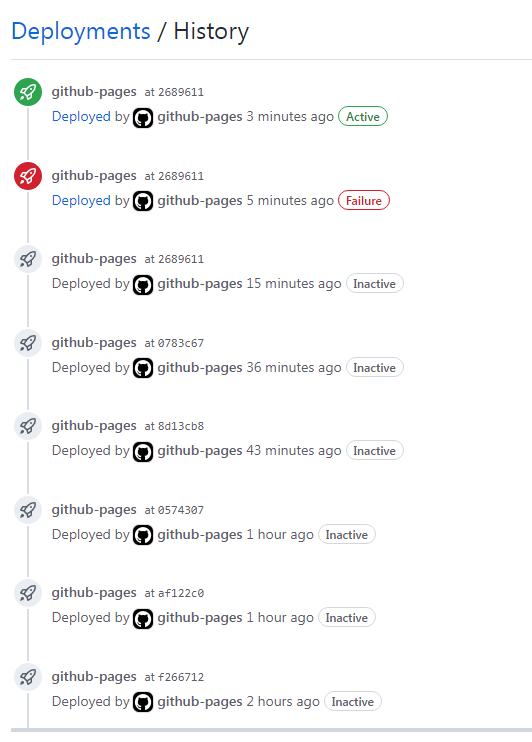 Deployments / History
github-pages at 2689611
Deployed by github-pages 3 minutes ago Active
github-pages at 2689611
Deployed by github-pages 5 minutes ago Failure
github-pages at 2689611
Deployed by github-pages 15 minutes ago Inactive
github-pages at 0783c67
Deployed by github-pages 36 minutes ago Inactive
github-pages at 8d13cb8
Deployed by github-pages 43 minutes ago Inactive
github-pages at 0574307
Deployed by github-pages 1 hour ago Inactive
github-pages at af122c0
Deployed by github-pages 1 hour ago Inactive
github-pages at f266712
Deployed by github-pages 2 hours ago Inactive